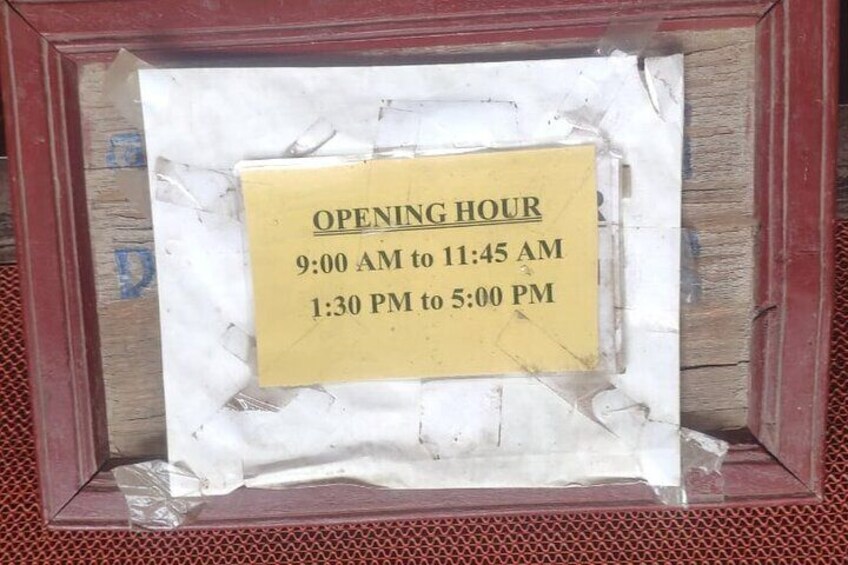 OPENING HOUR
9:00 AM to 11:45 AM
1:30 PM to 5:00 PM